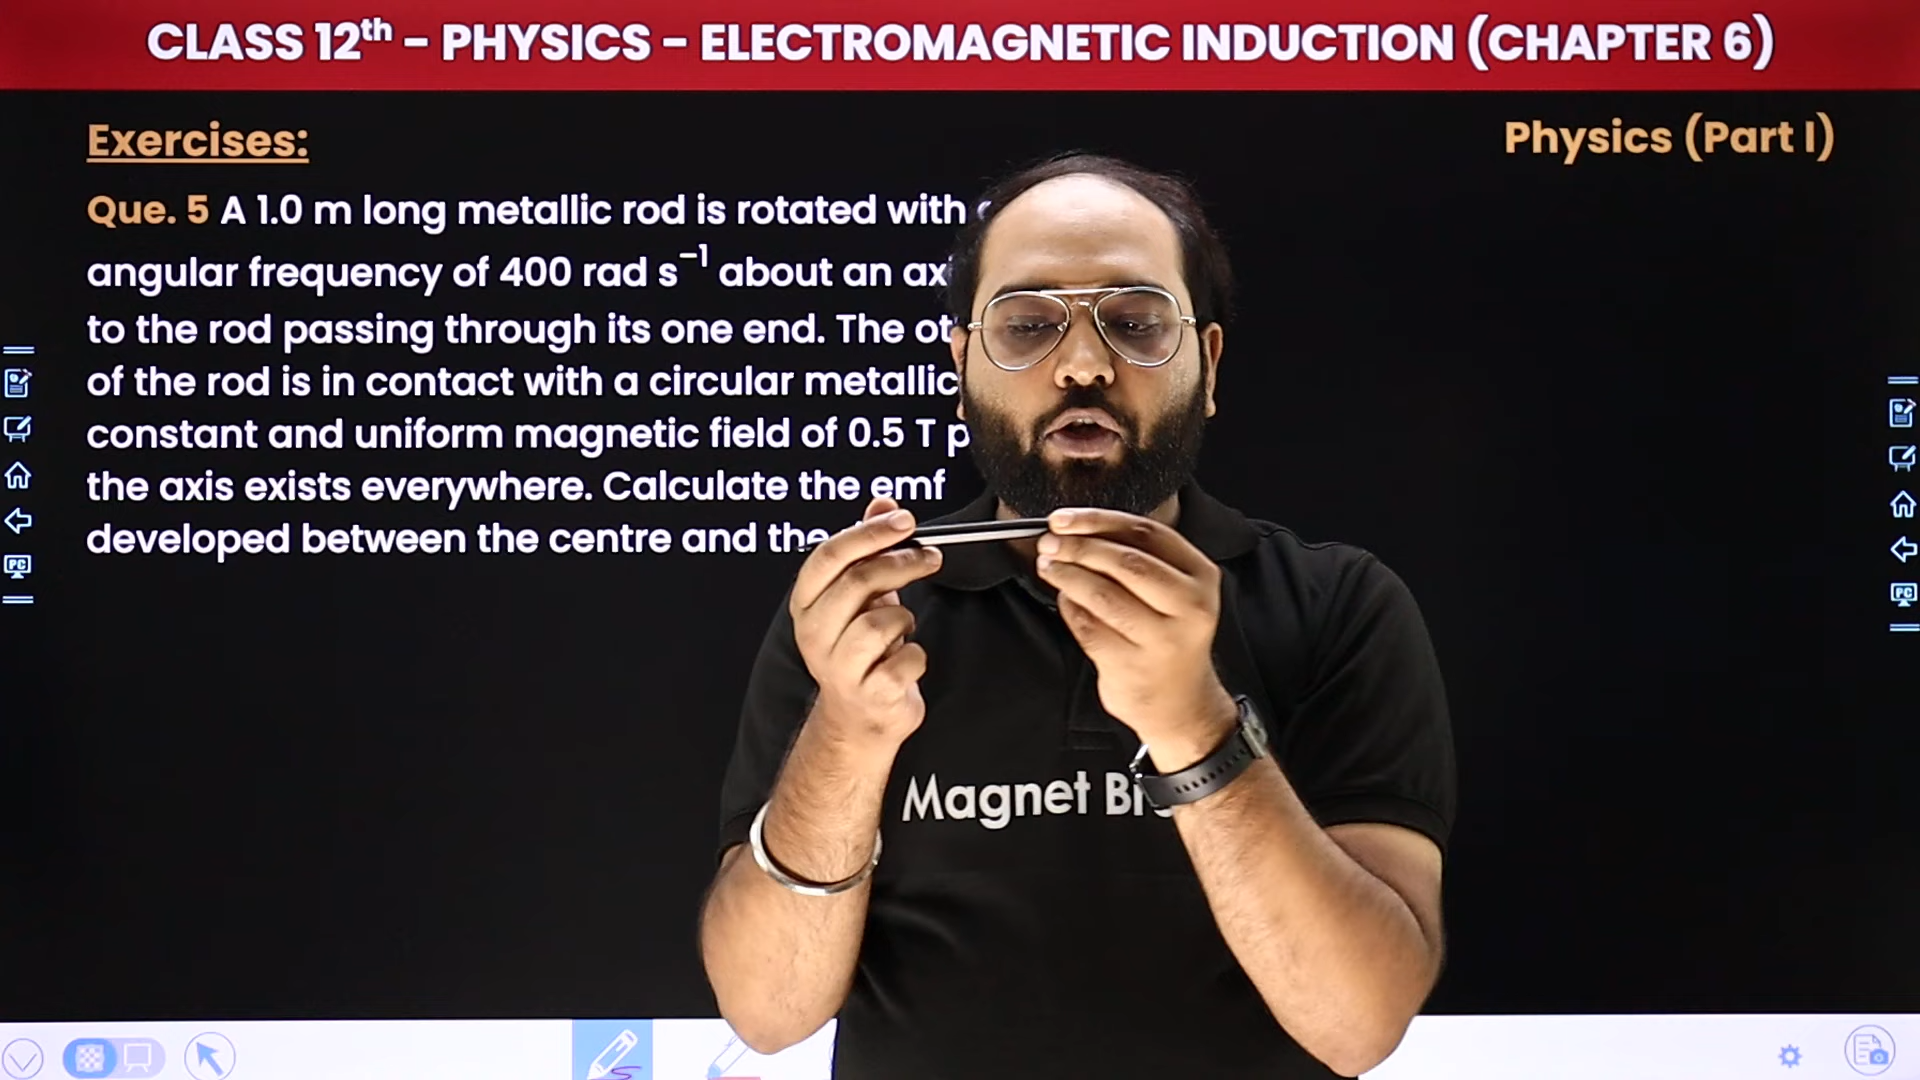 CLASS 12th - PHYSICS - ELECTROMAGNETIC INDUCTION (CHAPTER 6)
Exercises:
Physics (Part I)
Que. 5 A 1.0 m long metallic rod is rotated with
angular frequency of 400 rad s⁻¹ about an
to the rod passing through its one end. The
of the rod is in contact with a circular metallic
constant and uniform magnetic field of 0.5 T
the axis exists everywhere. Calculate the emf
developed between the centre and the
Magnet
PC
PC